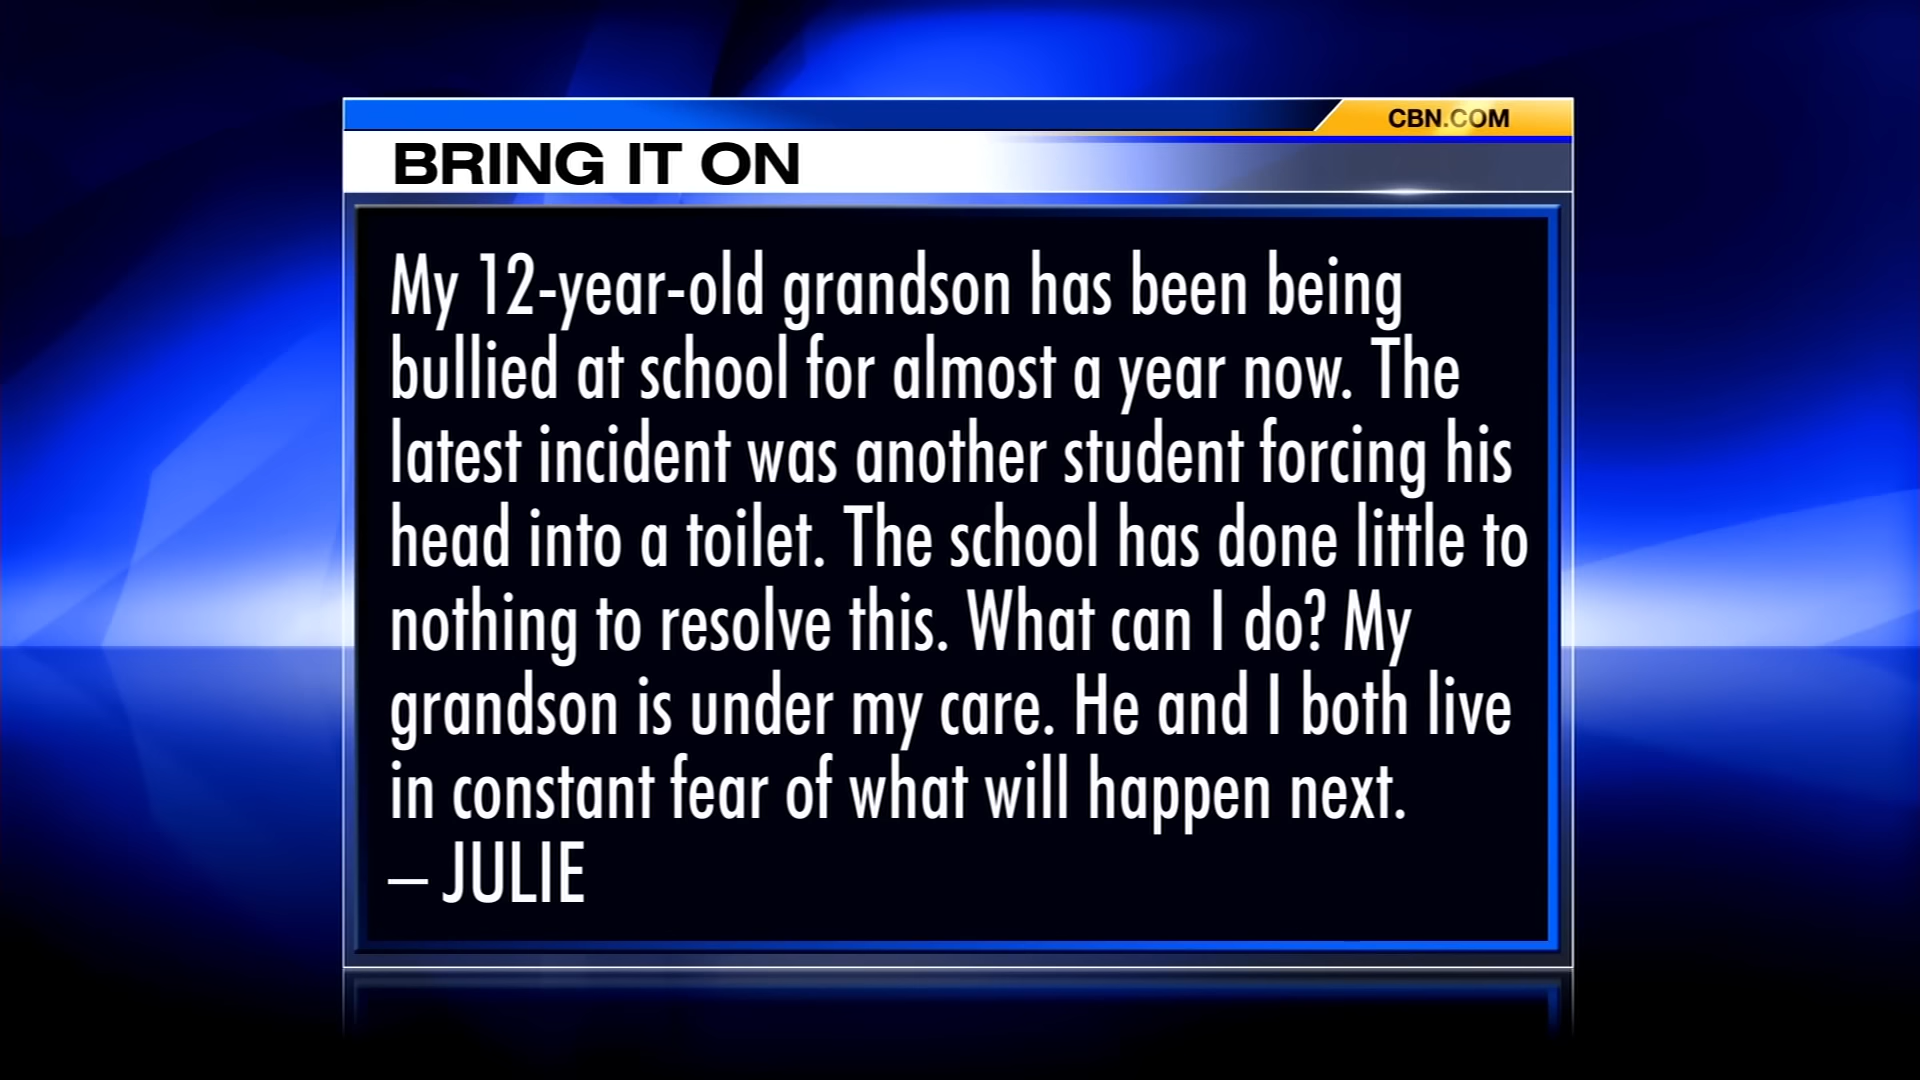 CBN.COM
BRING IT ON
My 12-year-old grandson has been being
bullied at school for almost a year now. The
latest incident was another student forcing his
head into a toilet. The school has done little to
nothing to resolve this. What can I do? My
grandson is under my care. He and I both live
in constant fear of what will happen next.
– JULIE